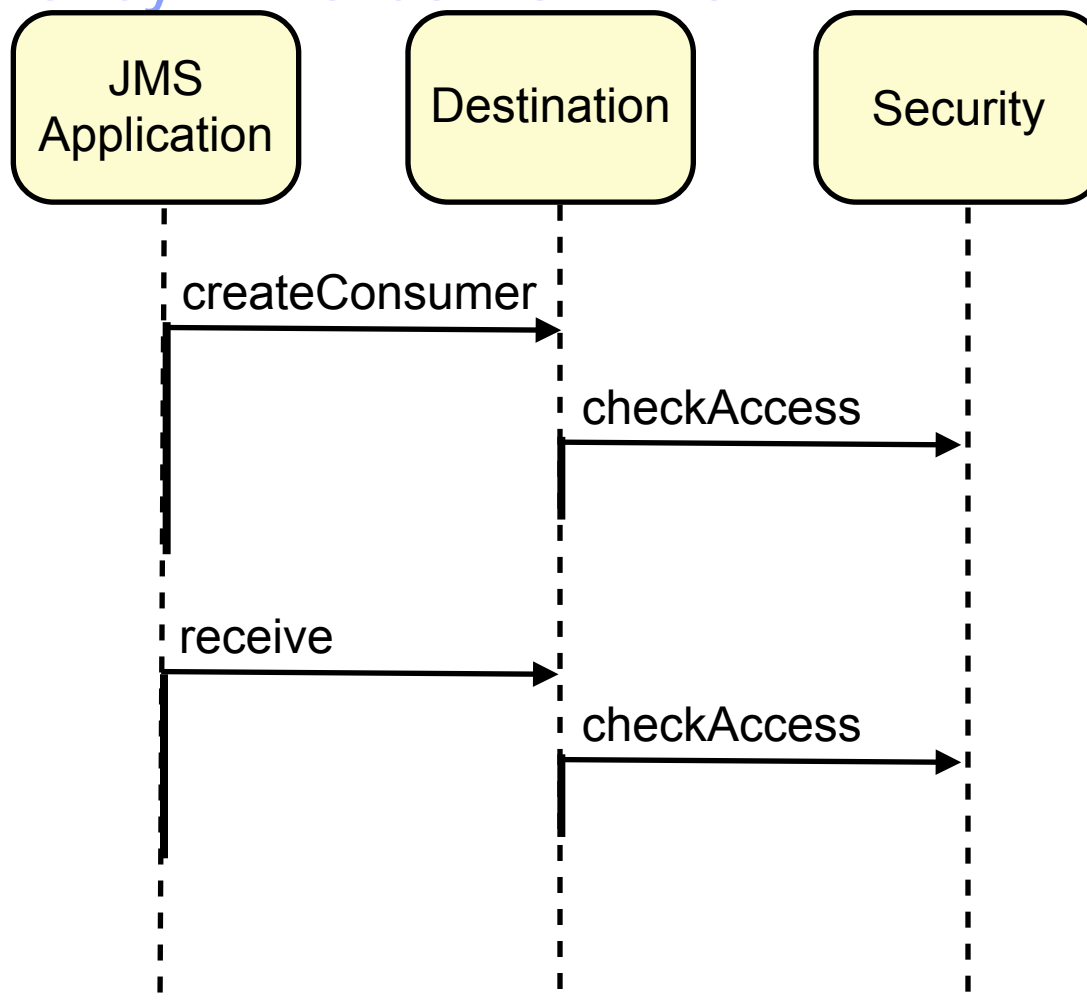 JMS
Application
Destination
Security
createConsumer
checkAccess
receive
checkAccess